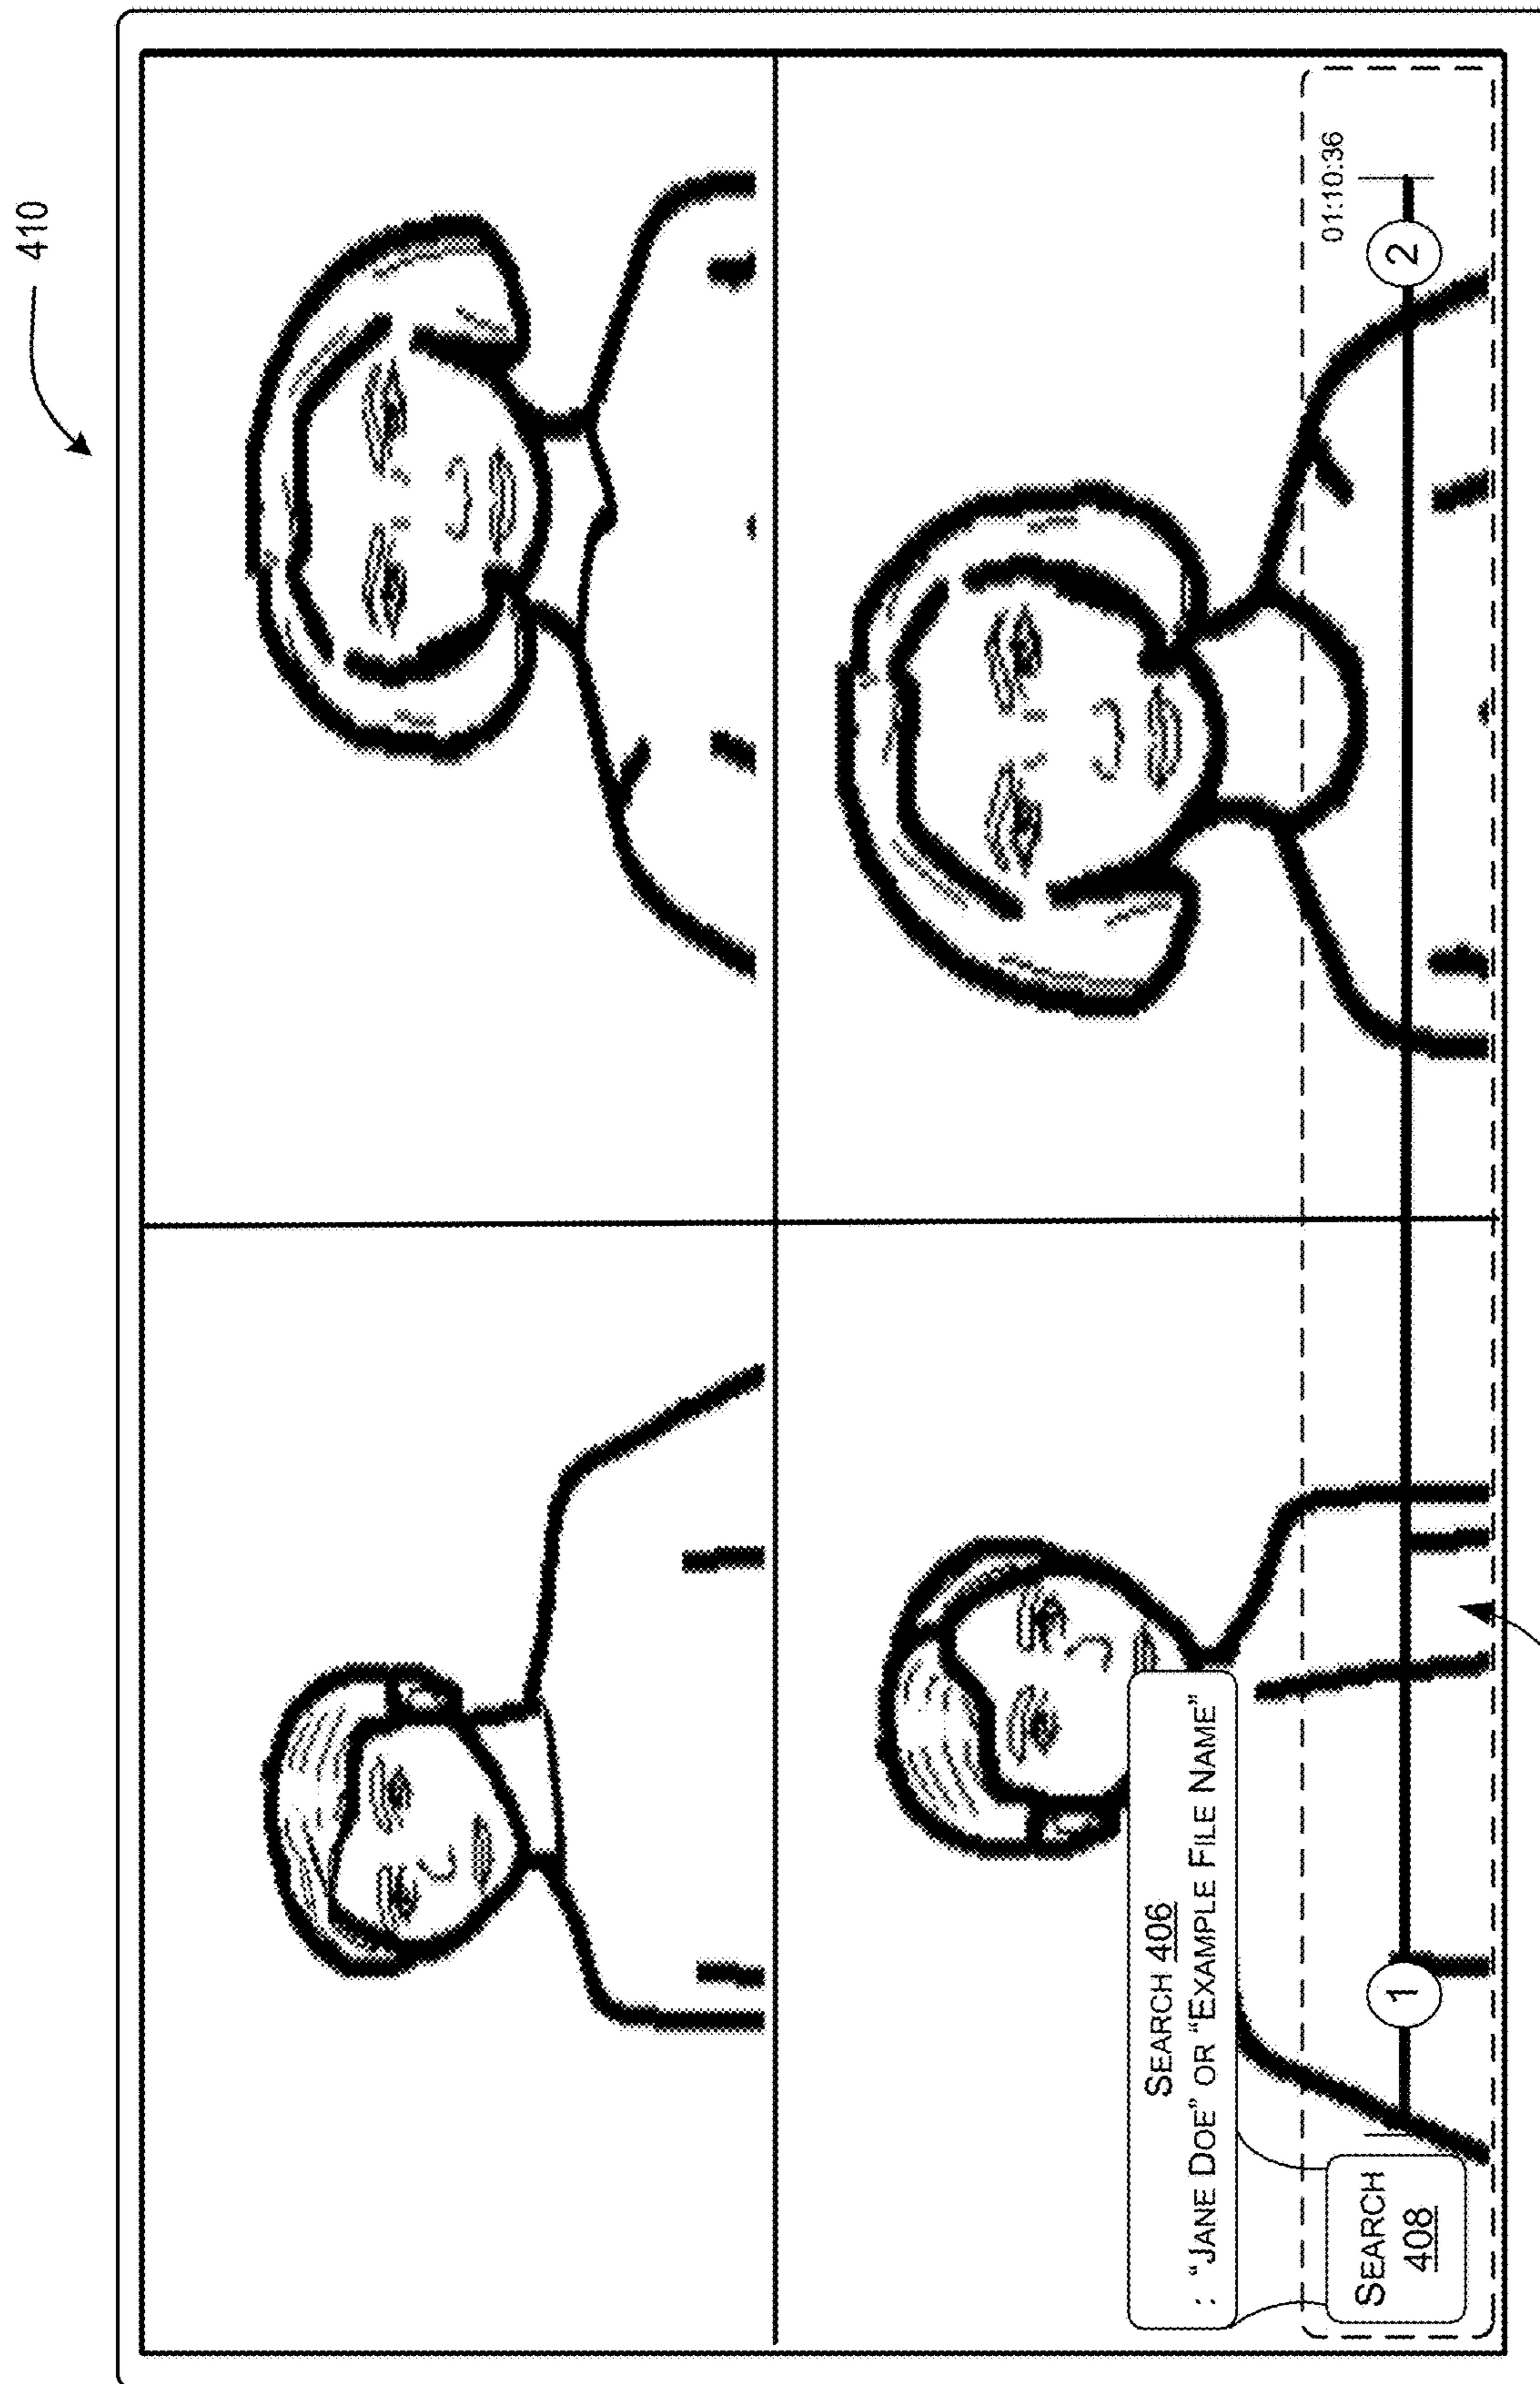 410
SEARCH 406
: "JANE DOE" OR "EXAMPLE FILE NAME"
SEARCH
408
1
2
01:10:36